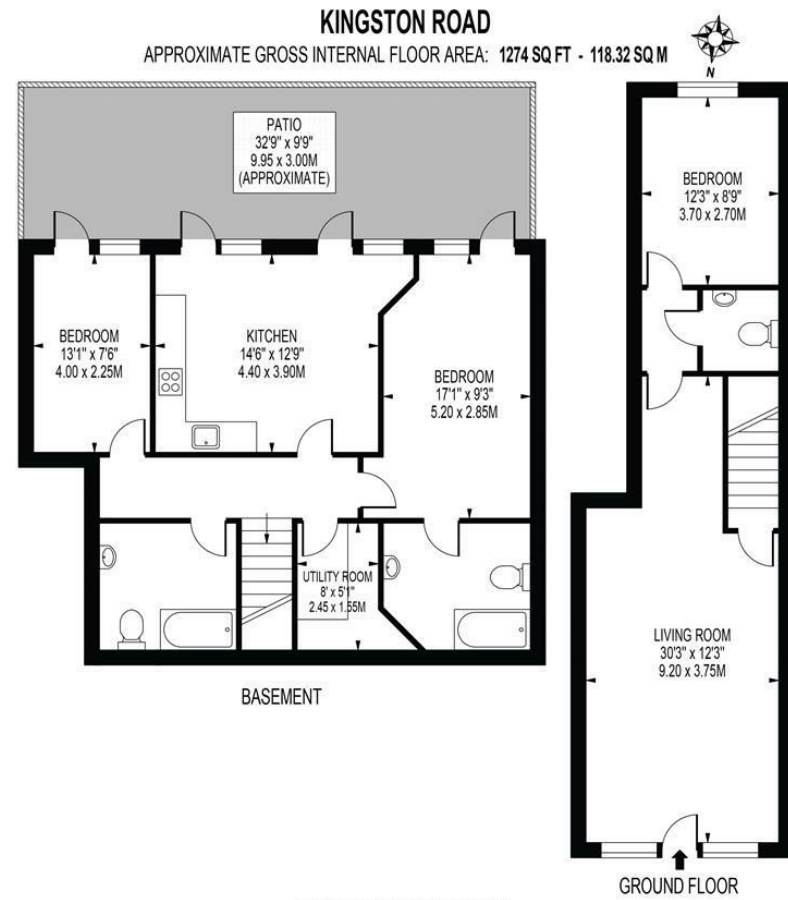 KINGSTON ROAD
APPROXIMATE GROSS INTERNAL FLOOR AREA: 1274 SQ FT - 118.32 SQ M
N
PATIO
32'9" x 9'9"
9.95 x 3.00M
(APPROXIMATE)
BEDROOM
13'1" x 7'6"
4.00 x 2.25M
KITCHEN
14'6" x 12'9"
4.40 x 3.90M
BEDROOM
17'1" x 9'3"
5.20 x 2.85M
UTILITY ROOM
8' x 5'1"
2.45 x 1.55M
BASEMENT
BEDROOM
12'3" x 8'9"
3.70 x 2.70M
LIVING ROOM
30'3" x 12'3"
9.20 x 3.75M
GROUND FLOOR